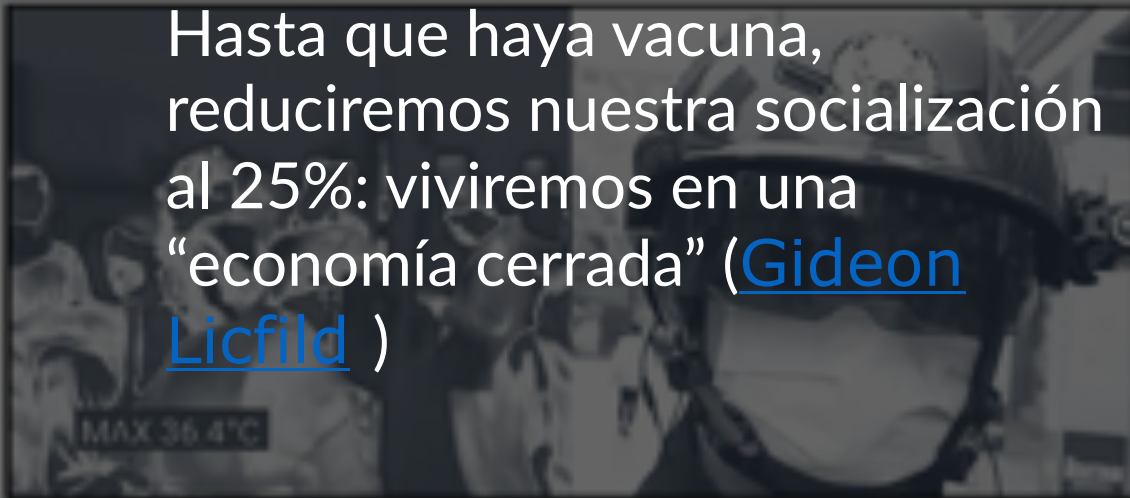 Hasta que haya vacuna,
reduciremos nuestra socialización
al 25%: viviremos en una
“economía cerrada” (Gideon
Licfild )
MAX 36.4°C